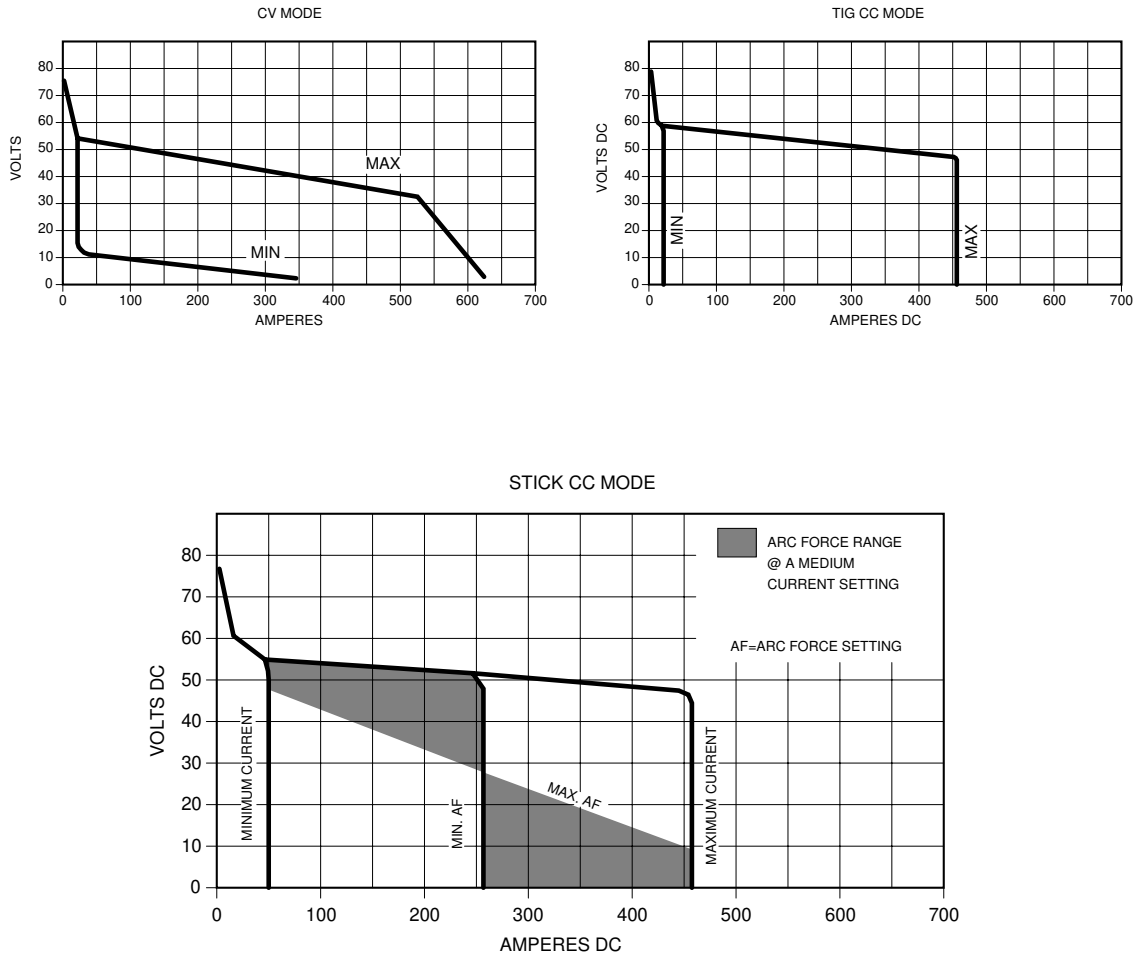 CV MODE
80
70
60
50
40
30
20
10
0
VOLTS
MAX
MIN
0 100 200 300 400 500 600 700
AMPERES
TIG CC MODE
80
70
60
50
40
30
20
10
0
VOLTS DC
MIN
MAX
0 100 200 300 400 500 600 700
AMPERES DC
STICK CC MODE
80
70
60
50
40
30
20
10
0
VOLTS DC
ARC FORCE RANGE
@ A MEDIUM
CURRENT SETTING
AF=ARC FORCE SETTING
MINIMUM CURRENT
MIN. AF
MAX. AF
MAXIMUM CURRENT
0 100 200 300 400 500 600 700
AMPERES DC